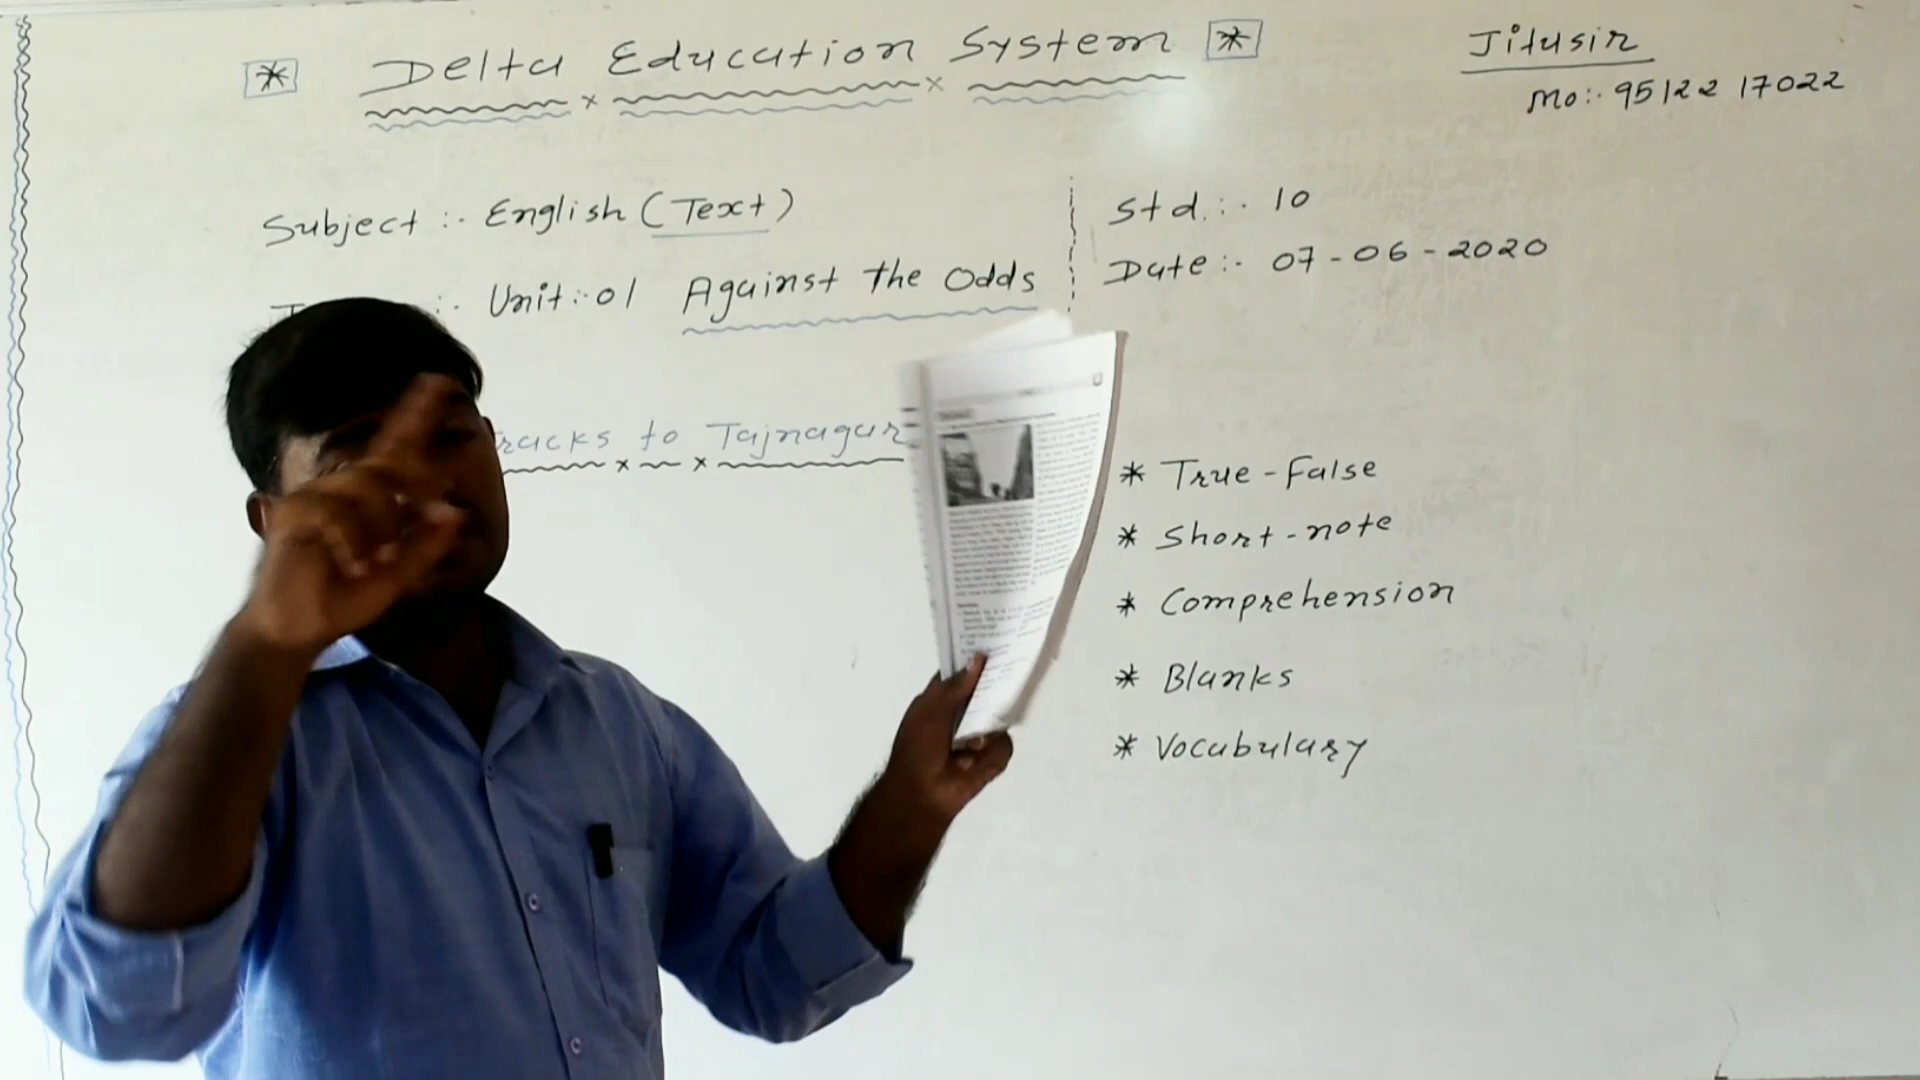 * Delta Education System *
Jitusir
Mo:- 95122 17022
Subject :- English (Text)
Std. :- 10
:- Unit:-01 Against the Odds
Date :- 07-06-2020
Tracks to Tajnagar
* True-False
* Short-note
* Comprehension
* Blanks
* Vocabulary